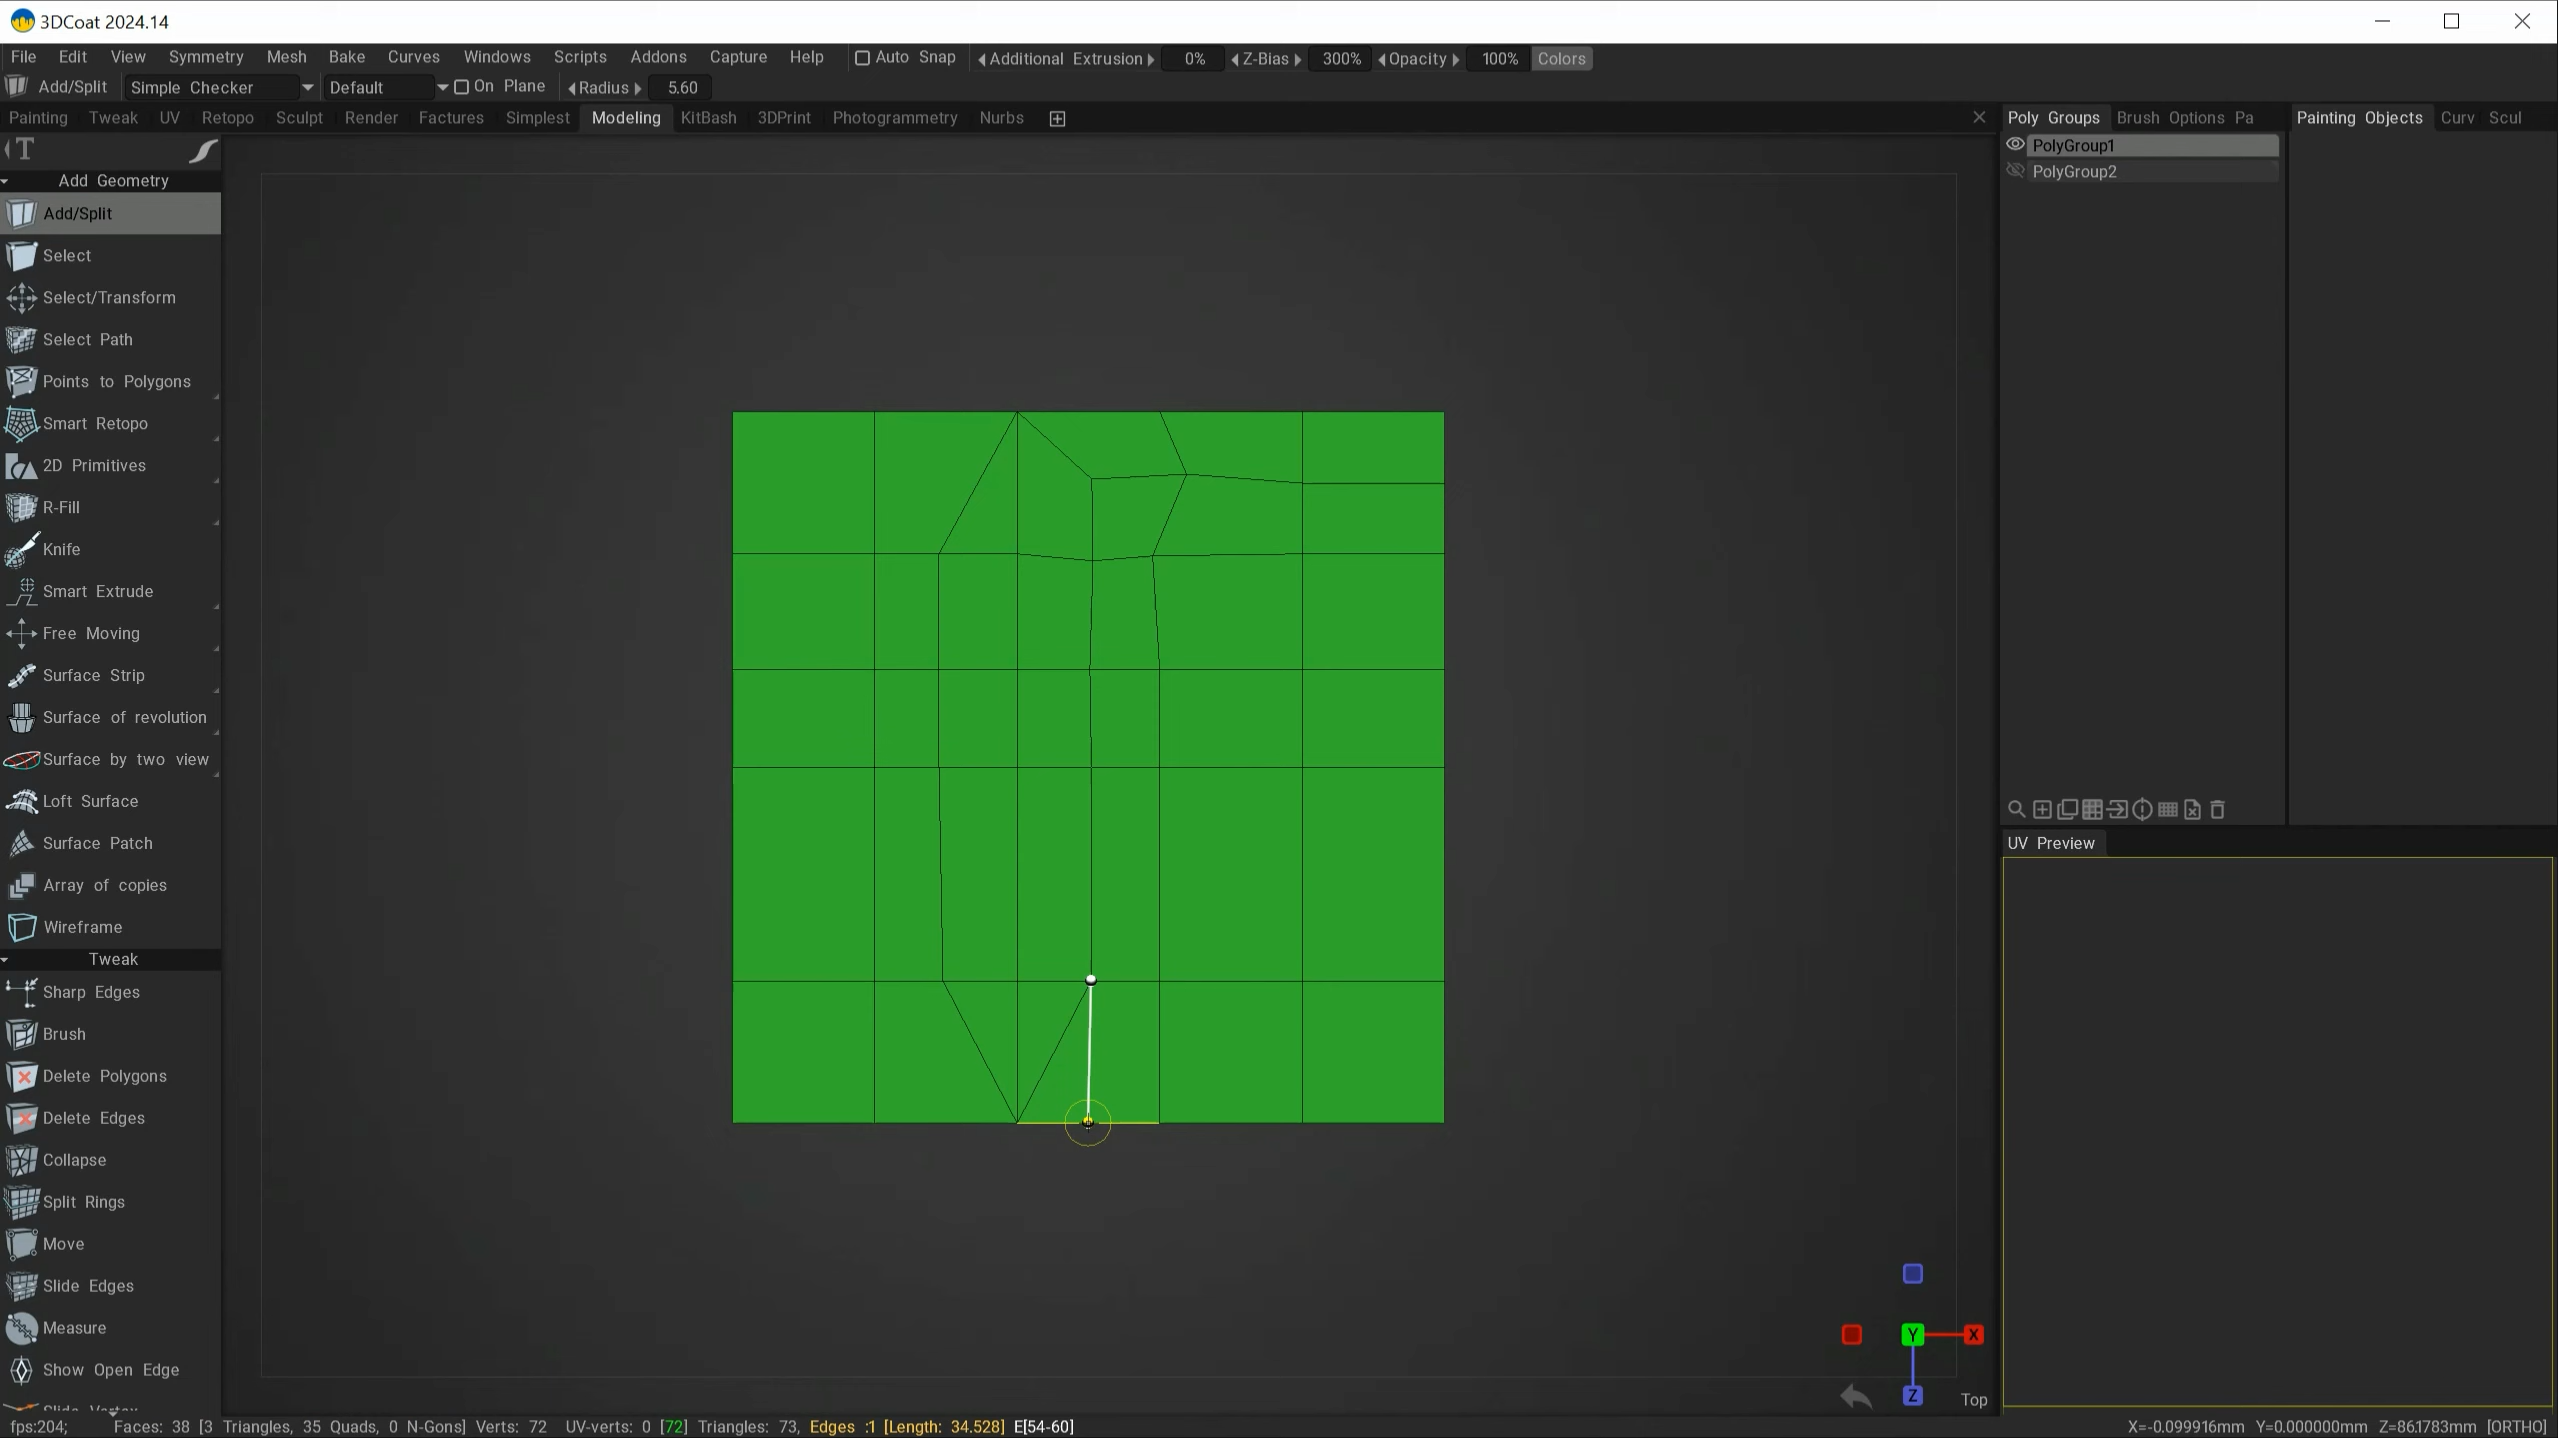 3DCoat 2024.14
File Edit View Symmetry Mesh Bake Curves Windows Scripts Addons Capture Help Auto Snap Additional Extrusion 0% Z-Bias 300% Opacity 100% Colors
Add/Split Simple Checker Default On Plane Radius 5.60
Painting Tweak UV Retopo Sculpt Render Factures Simplest Modeling KitBash 3DPrint Photogrammetry Nurbs
Poly Groups Brush Options Pa Painting Objects Curv Scul
T
PolyGroup1
PolyGroup2
Add Geometry
Add/Split
Select
Select/Transform
Select Path
Points to Polygons
Smart Retopo
2D Primitives
R-Fill
Knife
Smart Extrude
Free Moving
Surface Strip
Surface of revolution
Surface by two view
Loft Surface
Surface Patch
Array of copies
Wireframe
Tweak
Sharp Edges
Brush
Delete Polygons
Delete Edges
Collapse
Split Rings
Move
Slide Edges
Measure
Show Open Edge
Slide Vertex
UV Preview
Y
X
Z
Top
fps:204; Faces: 38 [3 Triangles, 35 Quads, 0 N-Gons] Verts: 72 UV-verts: 0 [72] Triangles: 73, Edges :1 [Length: 34.528] E[54-60]
X=-0.099916mm Y=0.000000mm Z=86.1783mm [ORTHO]